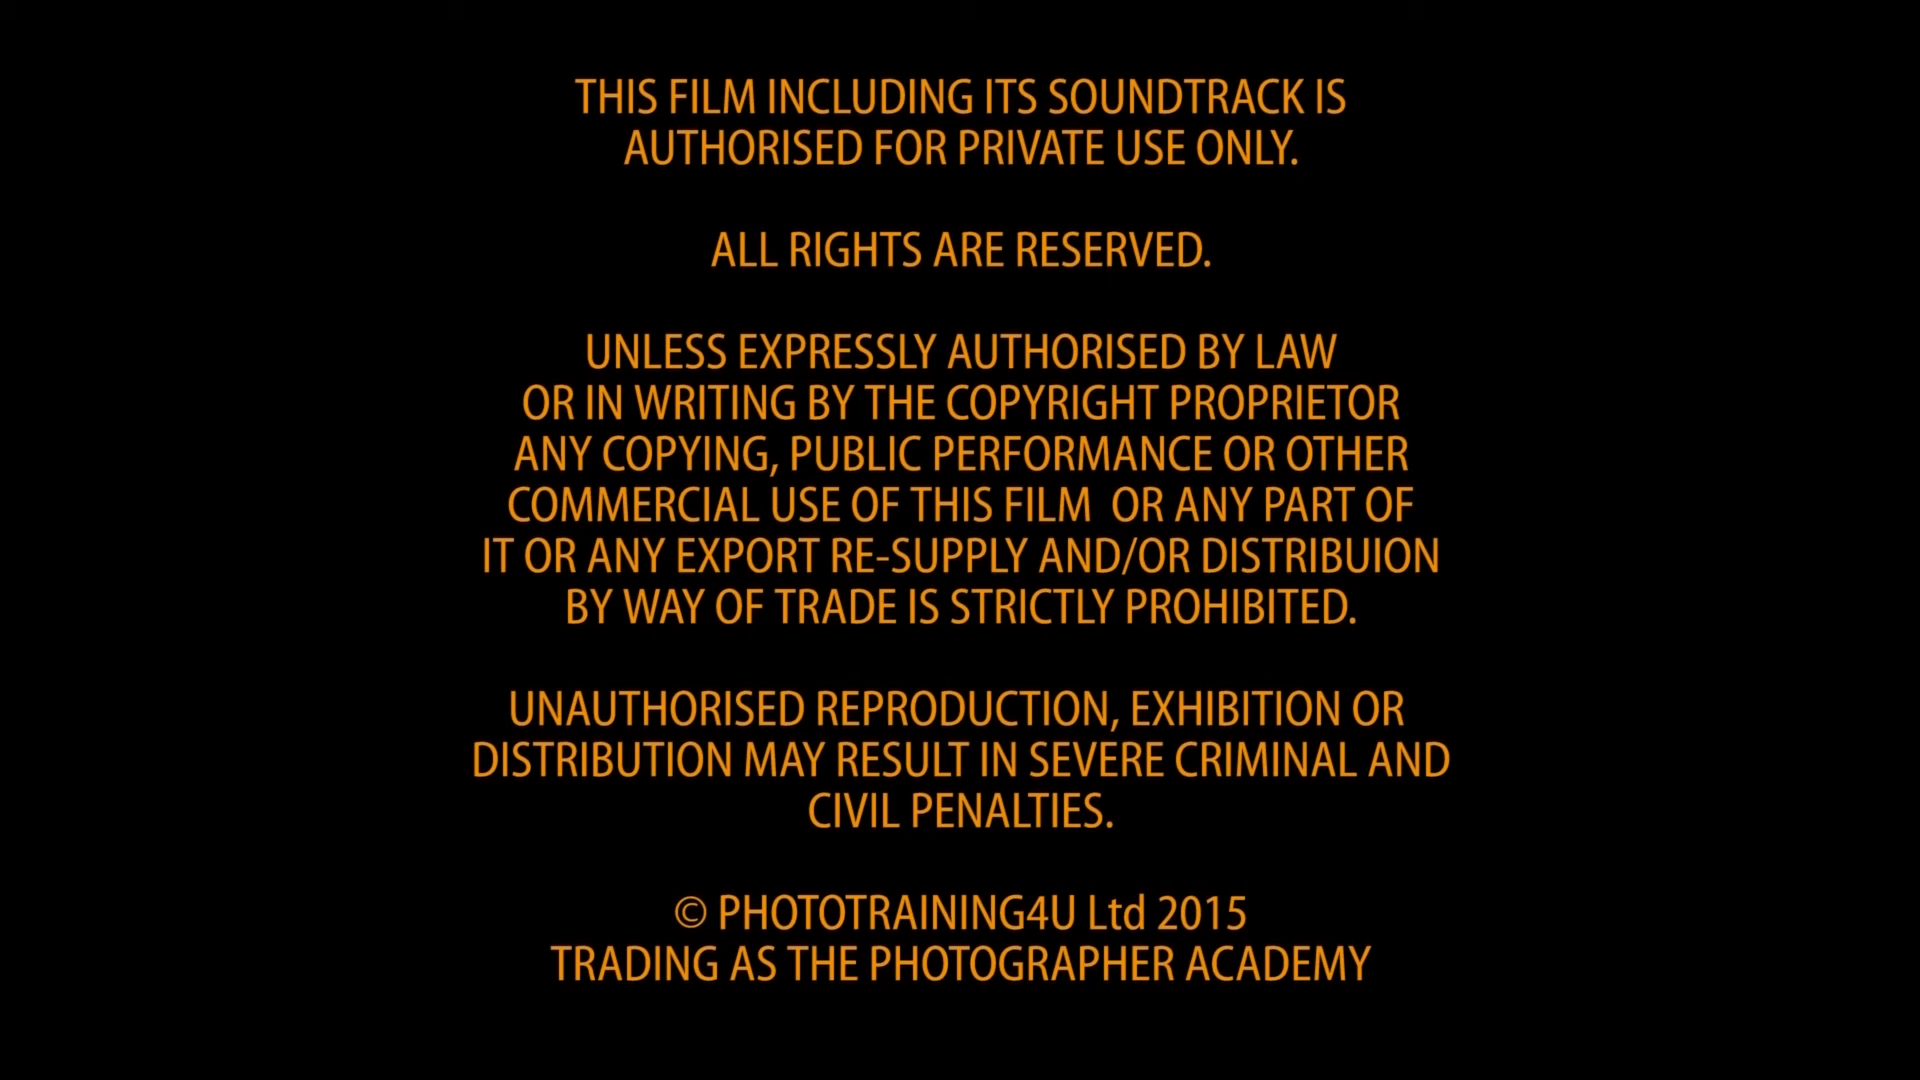 THIS FILM INCLUDING ITS SOUNDTRACK IS
AUTHORISED FOR PRIVATE USE ONLY.
ALL RIGHTS ARE RESERVED.
UNLESS EXPRESSLY AUTHORISED BY LAW
OR IN WRITING BY THE COPYRIGHT PROPRIETOR
ANY COPYING, PUBLIC PERFORMANCE OR OTHER
COMMERCIAL USE OF THIS FILM  OR ANY PART OF
IT OR ANY EXPORT RE-SUPPLY AND/OR DISTRIBUION
BY WAY OF TRADE IS STRICTLY PROHIBITED.
UNAUTHORISED REPRODUCTION, EXHIBITION OR
DISTRIBUTION MAY RESULT IN SEVERE CRIMINAL AND
CIVIL PENALTIES.
© PHOTOTRAINING4U Ltd 2015
TRADING AS THE PHOTOGRAPHER ACADEMY